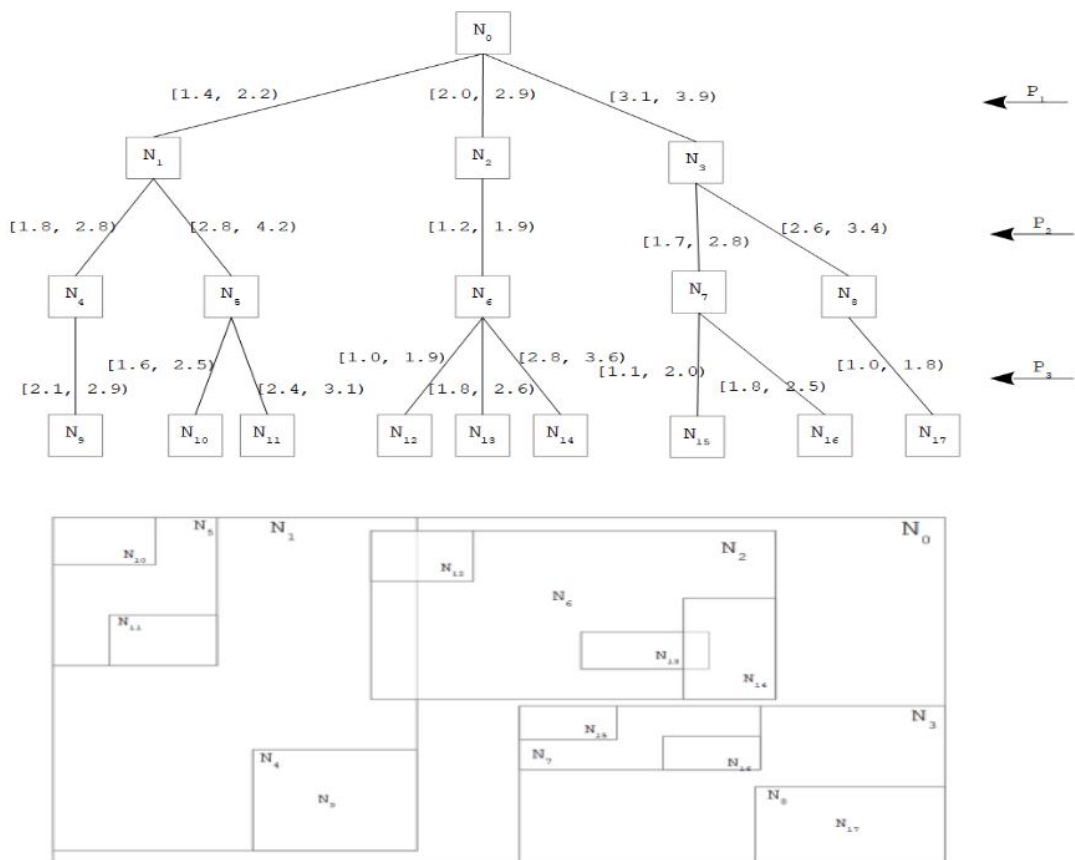 N₀
[1.4, 2.2) [2.0, 2.9) [3.1, 3.9) P₁
N₁ N₂ N₃
[1.8, 2.8) [2.8, 4.2) [1.2, 1.9) [1.7, 2.8) [2.6, 3.4) P₂
N₄ N₅ N₆ N₇ N₈
[2.1, 2.9) [1.6, 2.5) [2.4, 3.1) [1.0, 1.9) [1.8, 2.6) [2.8, 3.6) [1.1, 2.0) [1.8, 2.5) [1.0, 1.8) P₃
N₉ N₁₀ N₁₁ N₁₂ N₁₃ N₁₄ N₁₅ N₁₆ N₁₇
N₅ N₁ N₀
N₁₀ N₁₂ N₂
N₆
N₁₁
N₁₃
N₁₄
N₃
N₁₅
N₄ N₇ N₁₆
N₉ N₈
N₁₇